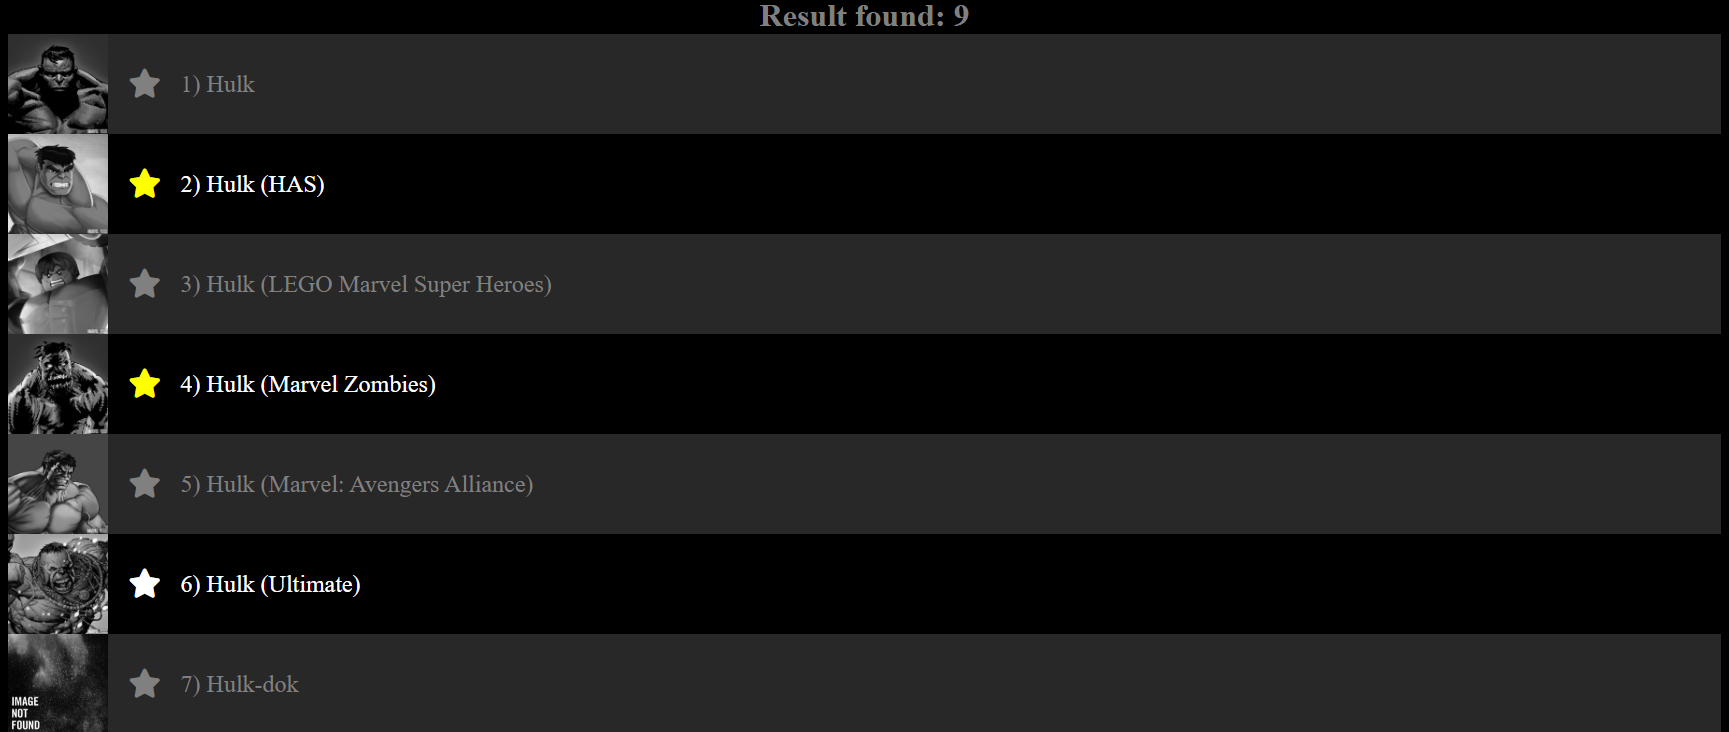 Result found: 9
1) Hulk
2) Hulk (HAS)
3) Hulk (LEGO Marvel Super Heroes)
4) Hulk (Marvel Zombies)
5) Hulk (Marvel: Avengers Alliance)
6) Hulk (Ultimate)
7) Hulk-dok
IMAGE
NOT
FOUND